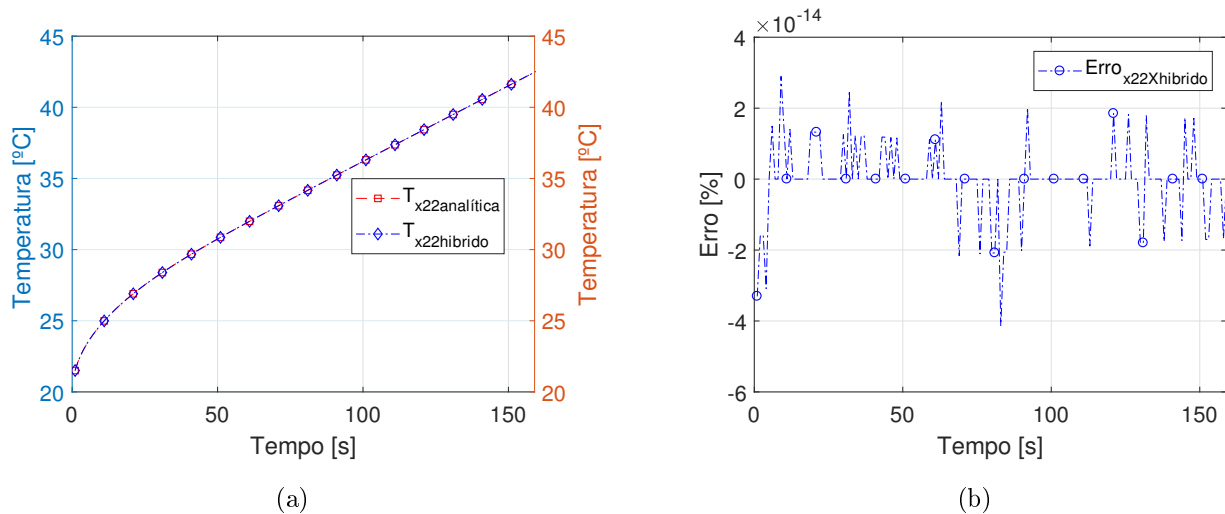 45
40
35
30
25
20
Temperatura [ºC]
0
50
100
150
Tempo [s]
45
40
35
30
25
20
Temperatura [ºC]
T x22analítica
T x22hibrido
(a)
×10-14
4
2
0
-2
-4
-6
Erro [%]
0
50
100
150
Tempo [s]
Erro x22Xhibrido
(b)